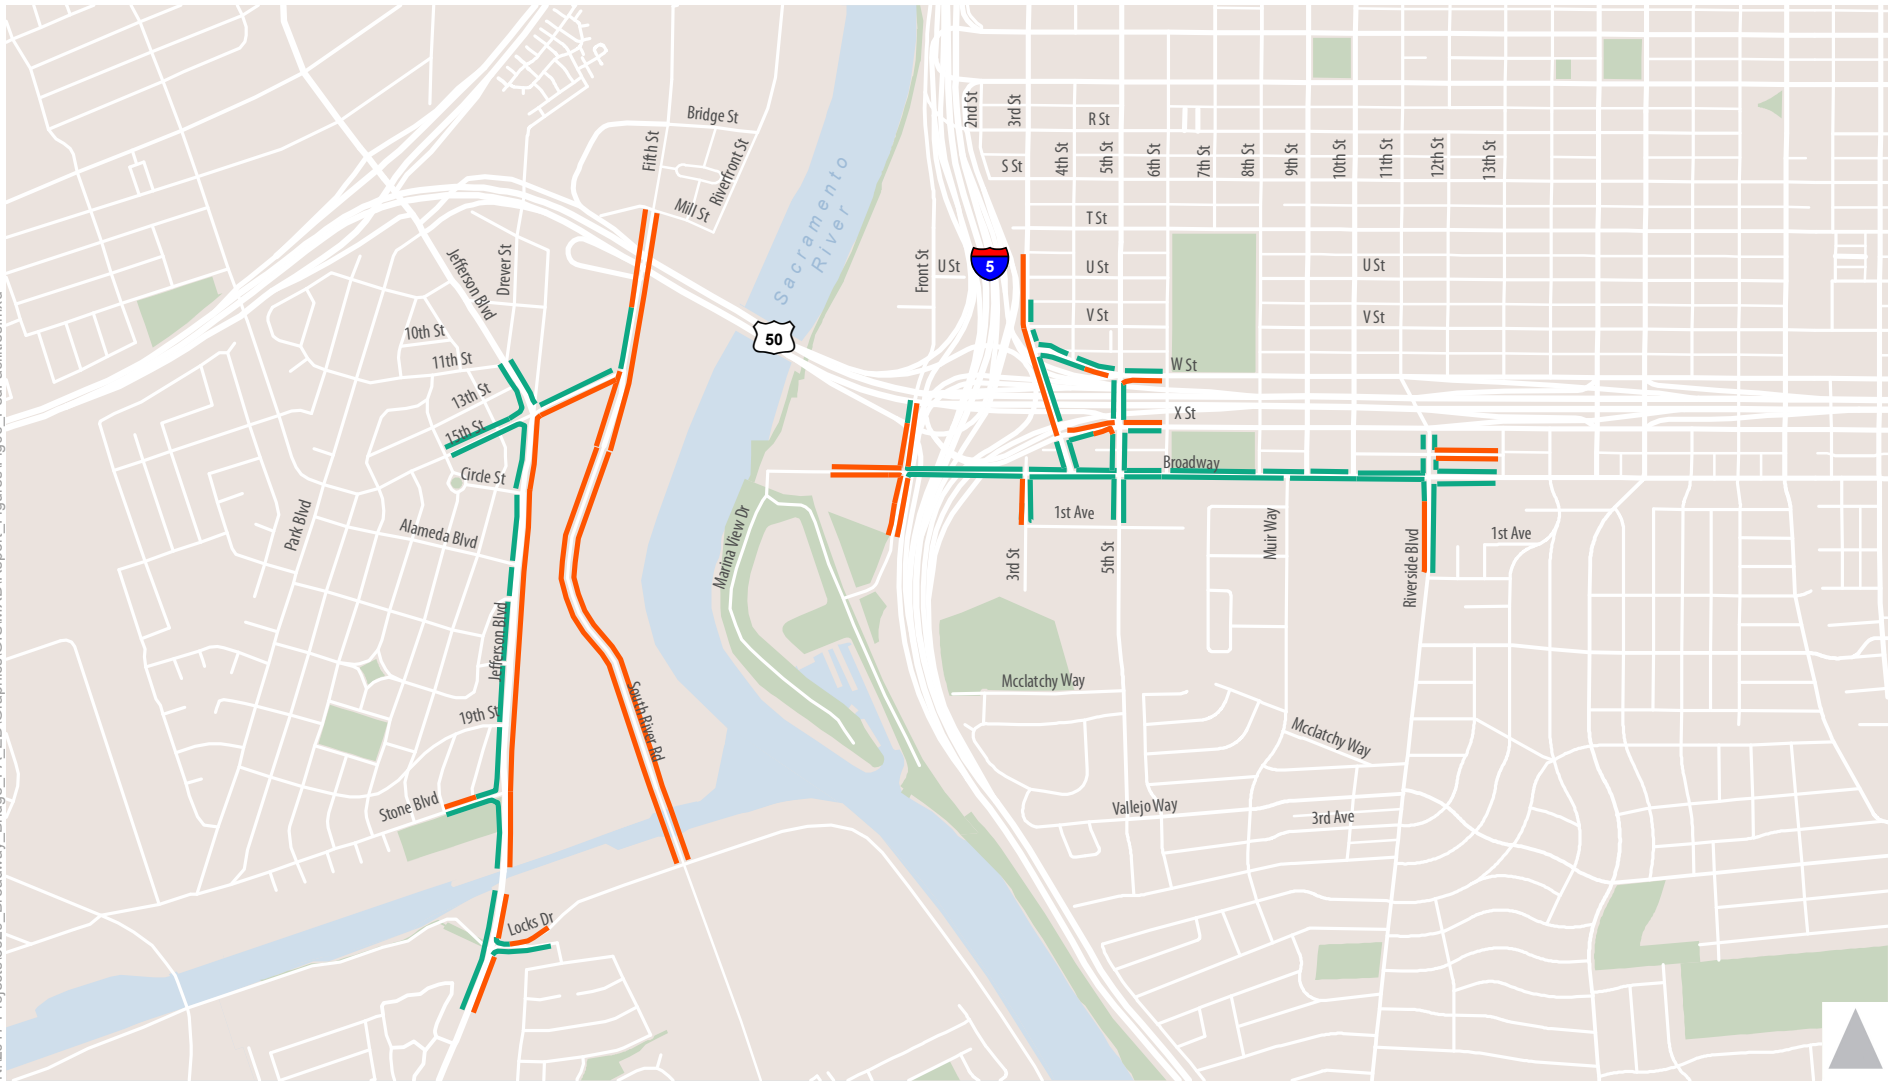 Bridge St
Fifth St
Riverfront St
Mill St
Sacramento
River
2nd St
3rd St
R St
S St
4th St
5th St
6th St
7th St
8th St
9th St
10th St
11th St
12th St
13th St
T St
Front St
U St
5
U St
U St
V St
V St
Jefferson Blvd
Drever St
50
10th St
11th St
13th St
15th St
W St
X St
Broadway
Circle St
Park Blvd
Alameda Blvd
Marina View Dr
1st Ave
3rd St
5th St
Muir Way
Riverside Blvd
1st Ave
Jefferson Blvd
19th St
South River Rd
Mcclatchy Way
Mcclatchy Way
Stone Blvd
Vallejo Way
3rd Ave
Locks Dr